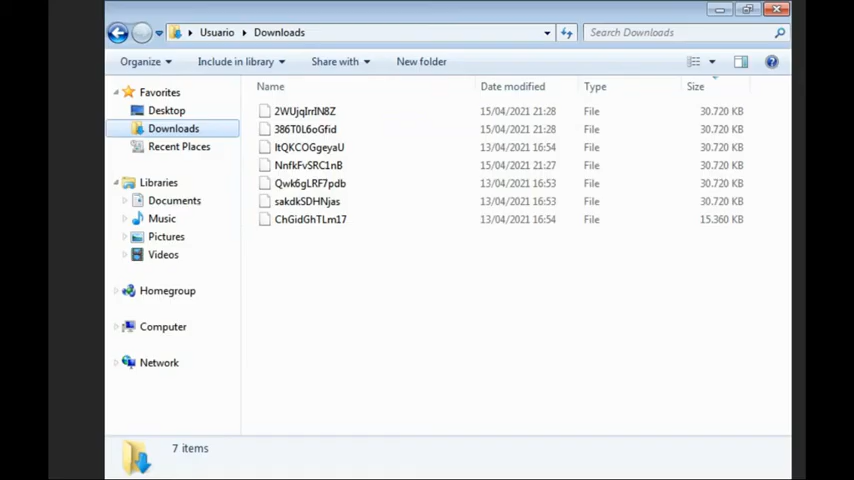 Usuario Downloads Search Downloads
Organize Include in library Share with New folder
Name Date modified Type Size
Favorites
Desktop
Downloads
Recent Places
Libraries
Documents
Music
Pictures
Videos
Homegroup
Computer
Network
2WUjqIrrIN8Z 15/04/2021 21:28 File 30.720 KB
386T0L6oGfid 15/04/2021 21:28 File 30.720 KB
ItQKCOGgeyaU 13/04/2021 16:54 File 30.720 KB
NnfkFvSRC1nB 15/04/2021 21:27 File 30.720 KB
Qwk6gLRF7pdb 13/04/2021 16:53 File 30.720 KB
sakdkSDHNjas 13/04/2021 16:53 File 30.720 KB
ChGidGhTLm17 13/04/2021 16:54 File 15.360 KB
7 items